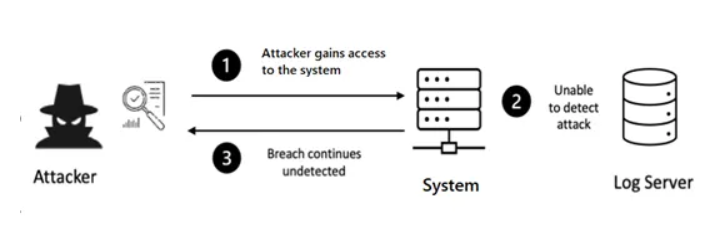 1
Attacker gains access
to the system
2
Unable
to detect
attack
3
Breach continues
undetected
Attacker
System
Log Server